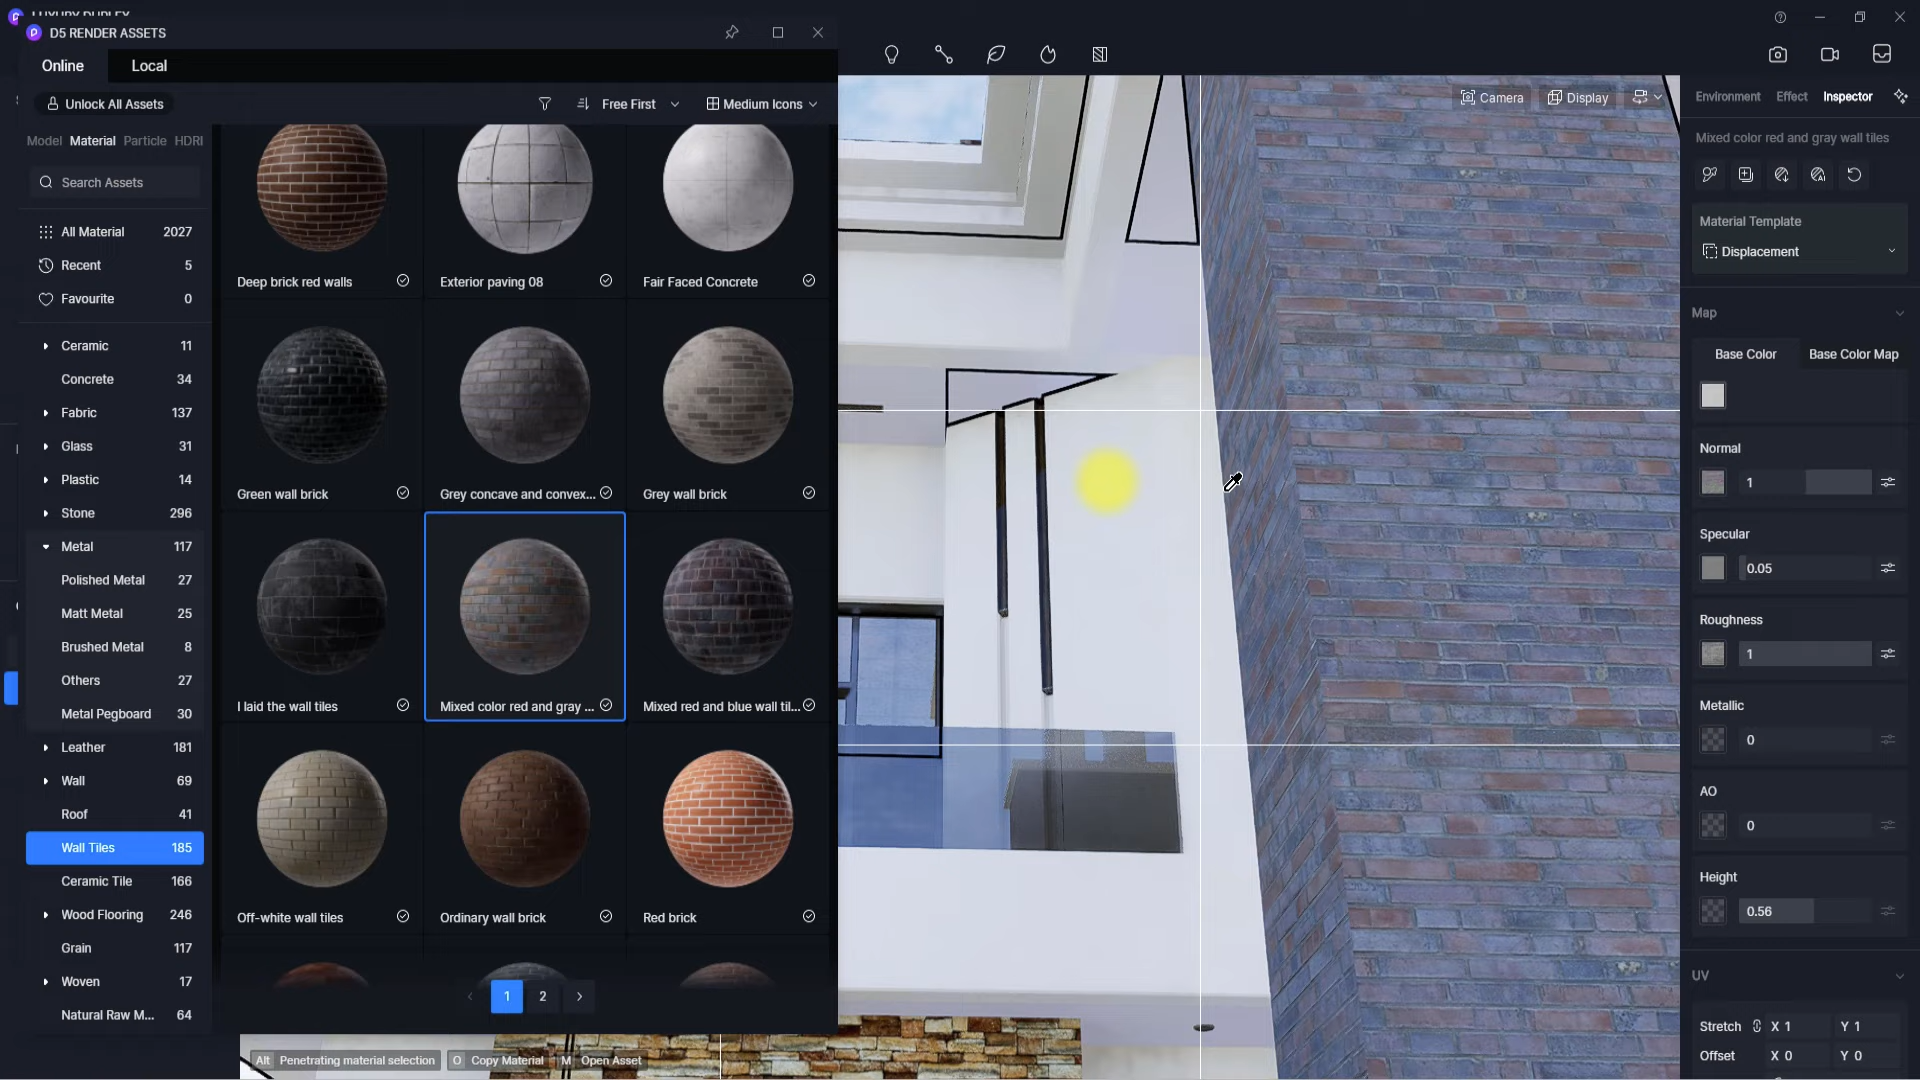 D5 RENDER ASSETS
Online
Local
Unlock All Assets
Free First
Medium Icons
Model
Material
Particle
HDRI
Search Assets
All Material 2027
Recent 5
Favourite 0
Ceramic 11
Concrete 34
Fabric 137
Glass 31
Plastic 14
Stone 296
Metal 117
Polished Metal 27
Matt Metal 25
Brushed Metal 8
Others 27
Metal Pegboard 30
Leather 181
Wall 69
Roof 41
Wall Tiles 185
Ceramic Tile 166
Wood Flooring 246
Grain 117
Woven 17
Natural Raw M... 64
Deep brick red walls
Exterior paving 08
Fair Faced Concrete
Green wall brick
Grey concave and convex...
Grey wall brick
I laid the wall tiles
Mixed color red and gray ...
Mixed red and blue wall til...
Off-white wall tiles
Ordinary wall brick
Red brick
1
2
Alt Penetrating material selection
O Copy Material
M Open Asset
Camera
Display
Environment
Effect
Inspector
Mixed color red and gray wall tiles
Material Template
Displacement
Map
Base Color
Base Color Map
Normal
1
Specular
0.05
Roughness
1
Metallic
0
AO
0
Height
0.56
UV
Stretch X 1 Y 1
Offset X 0 Y 0